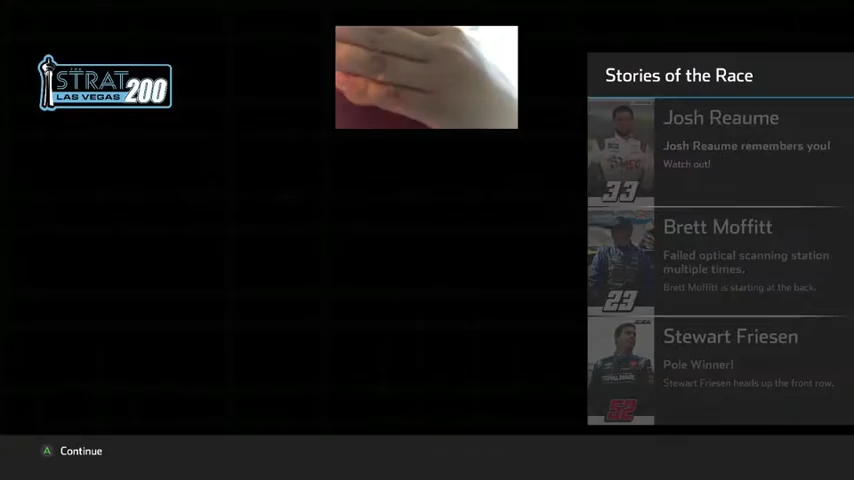 THE
STRAT
LAS VEGAS 200
Stories of the Race
Josh Reaume
Josh Reaume remembers you!
Watch out!
33
Brett Moffitt
Failed optical scanning station
multiple times.
Brett Moffitt is starting at the back.
23
Stewart Friesen
Pole Winner!
Stewart Friesen heads up the front row.
52
A Continue